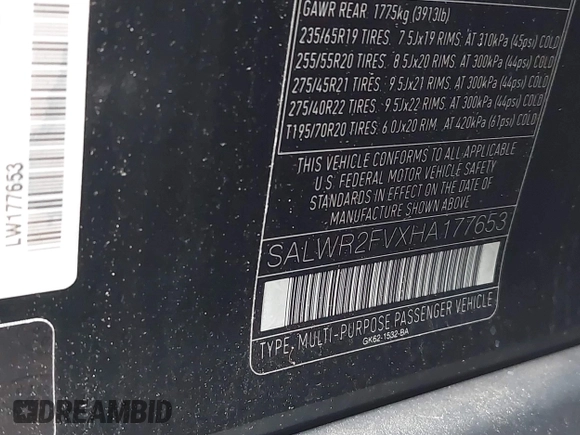 GAWR REAR 1775kg (3913lb)
235/65R19 TIRES. 7.5Jx19 RIMS. AT 310kPa (45psi) COLD
255/55R20 TIRES. 8.5Jx20 RIMS. AT 300kPa (44psi) COLD
275/45R21 TIRES. 9.5Jx21 RIMS. AT 300kPa (44psi) COLD
275/40R22 TIRES. 9.5Jx22 RIMS. AT 300kPa (44psi) COLD
T195/70R20 TIRES. 6.0Jx20 RIM. AT 420kPa (61psi) COLD
THIS VEHICLE CONFORMS TO ALL APPLICABLE
U.S. FEDERAL MOTOR VEHICLE SAFETY
STANDARDS IN EFFECT ON THE DATE OF
MANUFACTURE SHOWN ABOVE
SALWR2FVXHA177653
TYPE, MULTI-PURPOSE PASSENGER VEHICLE
GK62-1532-BA
LW177653
DREAMBID